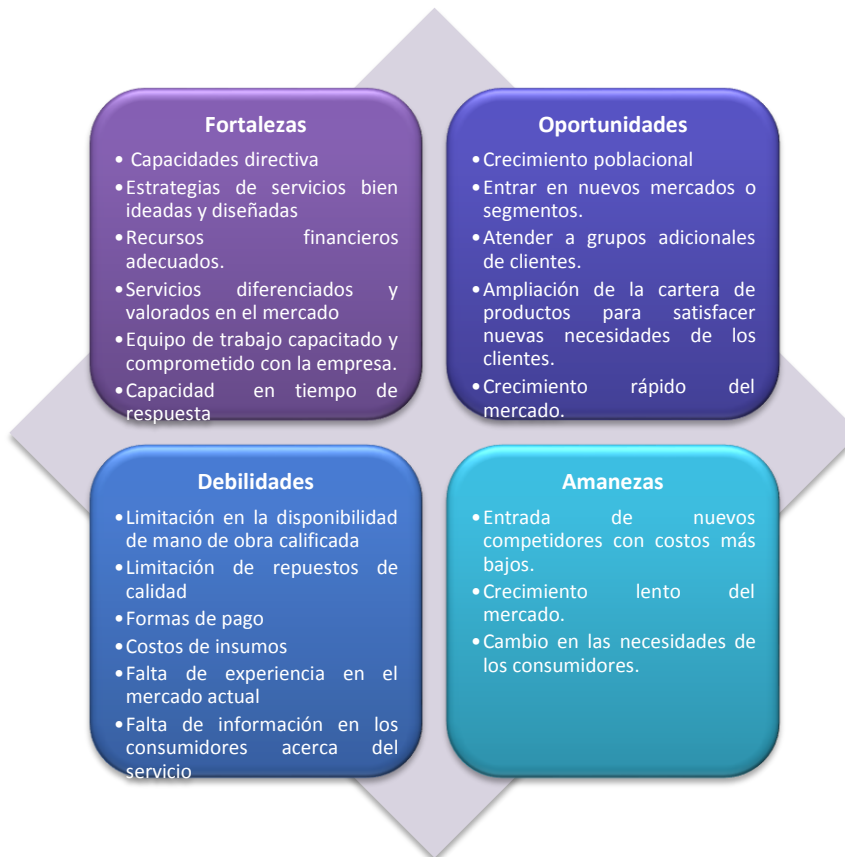 Fortalezas
• Capacidades directiva
• Estrategias de servicios bien
ideadas y diseñadas
• Recursos financieros
adecuados.
• Servicios diferenciados y
valorados en el mercado
• Equipo de trabajo capacitado y
comprometido con la empresa.
• Capacidad en tiempo de
respuesta
Oportunidades
• Crecimiento poblacional
• Entrar en nuevos mercados o
segmentos.
• Atender a grupos adicionales
de clientes.
• Ampliación de la cartera de
productos para satisfacer
nuevas necesidades de los
clientes.
• Crecimiento rápido del
mercado.
Debilidades
• Limitación en la disponibilidad
de mano de obra calificada
• Limitación de repuestos de
calidad
• Formas de pago
• Costos de insumos
• Falta de experiencia en el
mercado actual
• Falta de información en los
consumidores acerca del
servicio
Amanezas
• Entrada de nuevos
competidores con costos más
bajos.
• Crecimiento lento del
mercado.
• Cambio en las necesidades de
los consumidores.